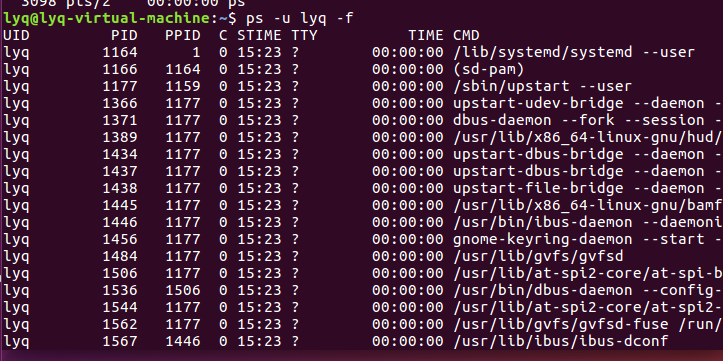 3098 pts/2    00:00:00 ps
lyq@lyq-virtual-machine:~$ ps -u lyq -f
UID        PID  PPID  C STIME TTY          TIME CMD
lyq       1164     1  0 15:23 ?        00:00:00 /lib/systemd/systemd --user
lyq       1166  1164  0 15:23 ?        00:00:00 (sd-pam)
lyq       1177  1159  0 15:23 ?        00:00:00 /sbin/upstart --user
lyq       1366  1177  0 15:23 ?        00:00:00 upstart-udev-bridge --daemon -
lyq       1371  1177  0 15:23 ?        00:00:00 dbus-daemon --fork --session -
lyq       1389  1177  0 15:23 ?        00:00:00 /usr/lib/x86_64-linux-gnu/hud/
lyq       1434  1177  0 15:23 ?        00:00:00 upstart-dbus-bridge --daemon -
lyq       1437  1177  0 15:23 ?        00:00:00 upstart-dbus-bridge --daemon -
lyq       1438  1177  0 15:23 ?        00:00:00 upstart-file-bridge --daemon -
lyq       1445  1177  0 15:23 ?        00:00:00 /usr/lib/x86_64-linux-gnu/bamf
lyq       1446  1177  0 15:23 ?        00:00:00 /usr/bin/ibus-daemon --daemoni
lyq       1456  1177  0 15:23 ?        00:00:00 gnome-keyring-daemon --start -
lyq       1484  1177  0 15:23 ?        00:00:00 /usr/lib/gvfs/gvfsd
lyq       1506  1177  0 15:23 ?        00:00:00 /usr/lib/at-spi2-core/at-spi-b
lyq       1536  1506  0 15:23 ?        00:00:00 /usr/bin/dbus-daemon --config-
lyq       1544  1177  0 15:23 ?        00:00:00 /usr/lib/at-spi2-core/at-spi2-
lyq       1562  1177  0 15:23 ?        00:00:00 /usr/lib/gvfs/gvfsd-fuse /run/
lyq       1567  1446  0 15:23 ?        00:00:00 /usr/lib/ibus/ibus-dconf